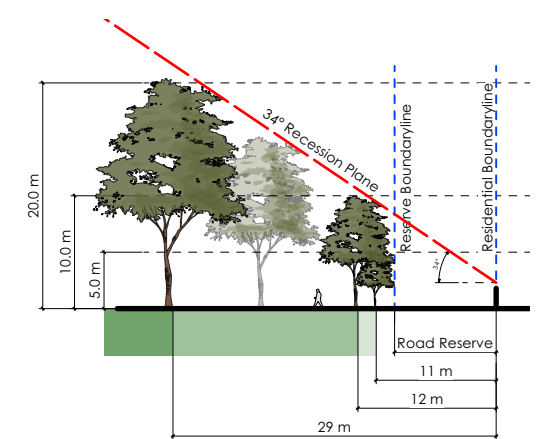 34° Recession Plane
Reserve Boundaryline
Residential Boundaryline
20.0 m
10.0 m
5.0 m
34°
Road Reserve
11 m
12 m
29 m